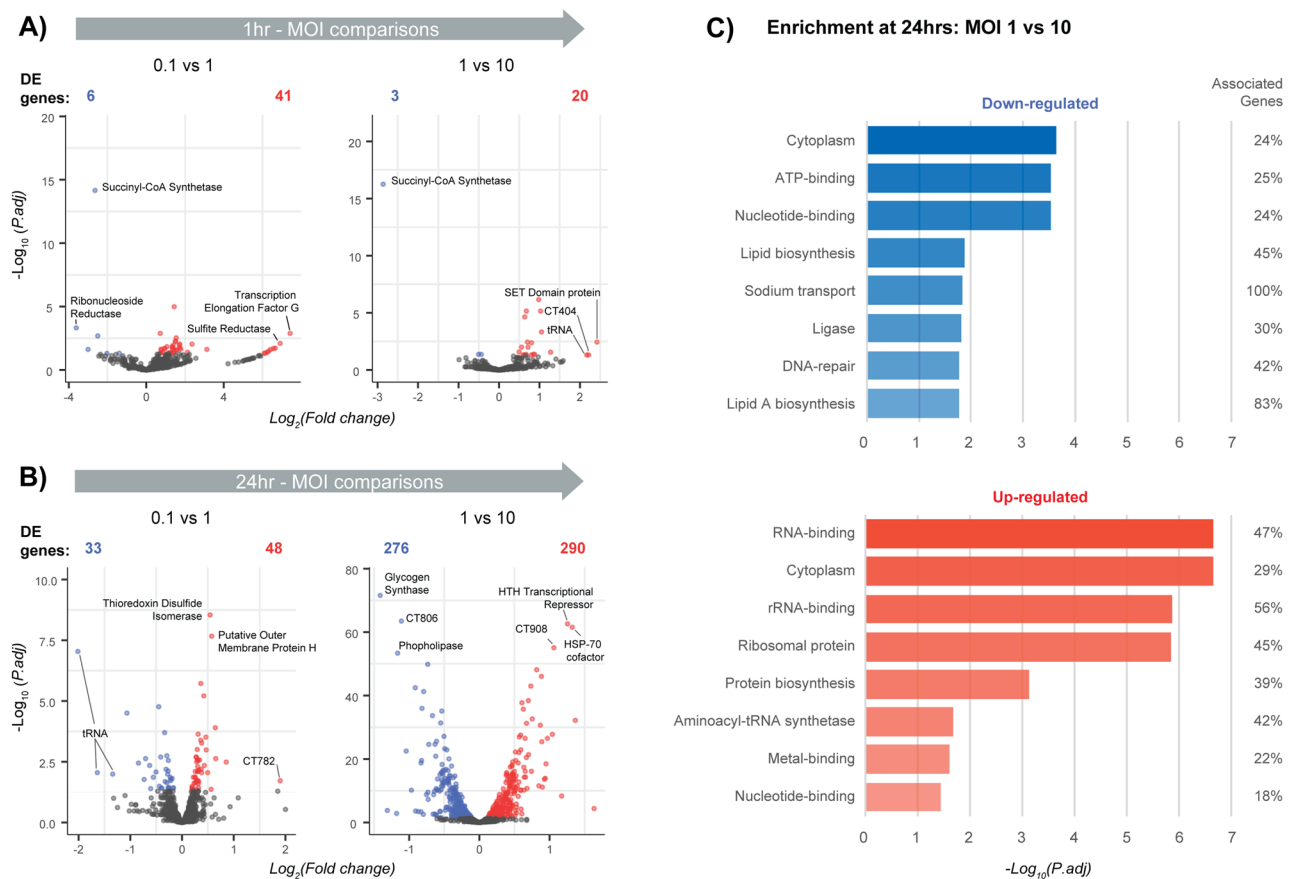 A)
1hr - MOI comparisons
0.1 vs 1
1 vs 10
DE
genes:
6
41
3
20
-Log10 (P.adj)
20
15
10
5
0
Succinyl-CoA Synthetase
Ribonucleoside
Reductase
Transcription
Elongation Factor G
Sulfite Reductase
-4
0
4
20
15
10
5
0
Succinyl-CoA Synthetase
SET Domain protein
CT404
tRNA
-3
-2
-1
0
1
2
Log2(Fold change)
B)
24hr - MOI comparisons
0.1 vs 1
1 vs 10
DE
genes:
33
48
276
290
-Log10 (P.adj)
10.0
7.5
5.0
2.5
0.0
Thioredoxin Disulfide
Isomerase
Putative Outer
Membrane Protein H
tRNA
CT782
-2
-1
0
1
2
80
60
40
20
0
Glycogen
Synthase
CT806
Phopholipase
HTH Transcriptional
Repressor
CT908
HSP-70
cofactor
-1
0
1
Log2(Fold change)
C)
Enrichment at 24hrs: MOI 1 vs 10
Associated
Genes
Down-regulated
Cytoplasm 24%
ATP-binding 25%
Nucleotide-binding 24%
Lipid biosynthesis 45%
Sodium transport 100%
Ligase 30%
DNA-repair 42%
Lipid A biosynthesis 83%
0 1 2 3 4 5 6 7
Up-regulated
RNA-binding 47%
Cytoplasm 29%
rRNA-binding 56%
Ribosomal protein 45%
Protein biosynthesis 39%
Aminoacyl-tRNA synthetase 42%
Metal-binding 22%
Nucleotide-binding 18%
0 1 2 3 4 5 6 7
-Log10(P.adj)